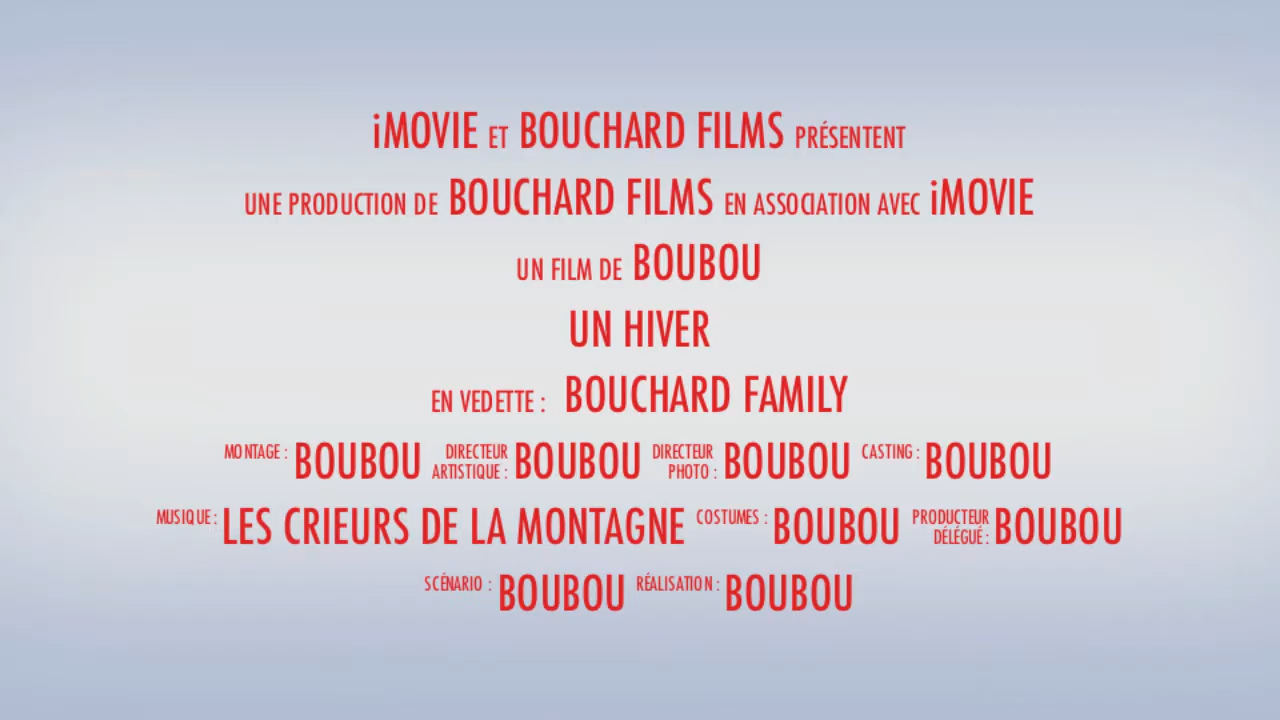 iMOVIE ET BOUCHARD FILMS PRÉSENTENT
UNE PRODUCTION DE BOUCHARD FILMS EN ASSOCIATION AVEC iMOVIE
UN FILM DE BOUBOU
UN HIVER
EN VEDETTE : BOUCHARD FAMILY
MONTAGE : BOUBOU DIRECTEUR ARTISTIQUE : BOUBOU DIRECTEUR PHOTO : BOUBOU CASTING : BOUBOU
MUSIQUE : LES CRIEURS DE LA MONTAGNE COSTUMES : BOUBOU PRODUCTEUR DÉLÉGUÉ : BOUBOU
SCÉNARIO : BOUBOU RÉALISATION : BOUBOU